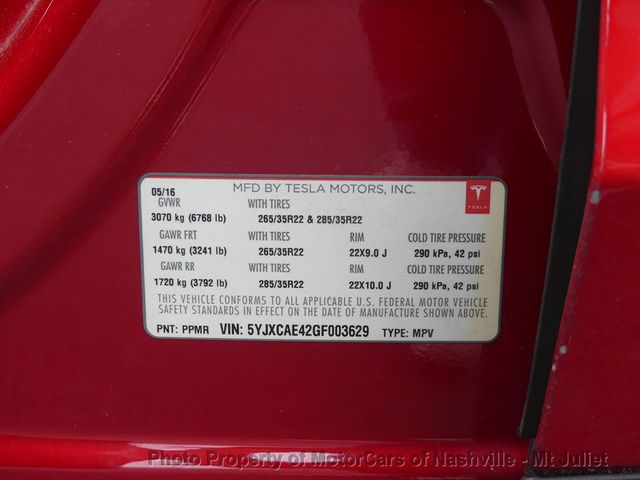 05/16 MFD BY TESLA MOTORS, INC.
GVWR WITH TIRES
3070 kg (6768 lb) 265/35R22 & 285/35R22
TESLA
GAWR FRT WITH TIRES RIM COLD TIRE PRESSURE
1470 kg (3241 lb) 265/35R22 22X9.0 J 290 kPa, 42 psi
GAWR RR WITH TIRES RIM COLD TIRE PRESSURE
1720 kg (3792 lb) 285/35R22 22X10.0 J 290 kPa, 42 psi
THIS VEHICLE CONFORMS TO ALL APPLICABLE U.S. FEDERAL MOTOR VEHICLE
SAFETY STANDARDS IN EFFECT ON THE DATE OF MANUFACTURE SHOWN ABOVE.
PNT: PPMR VIN: 5YJXCAE42GF003629 TYPE: MPV
Photo Property of MotorCars of Nashville - Mt Juliet